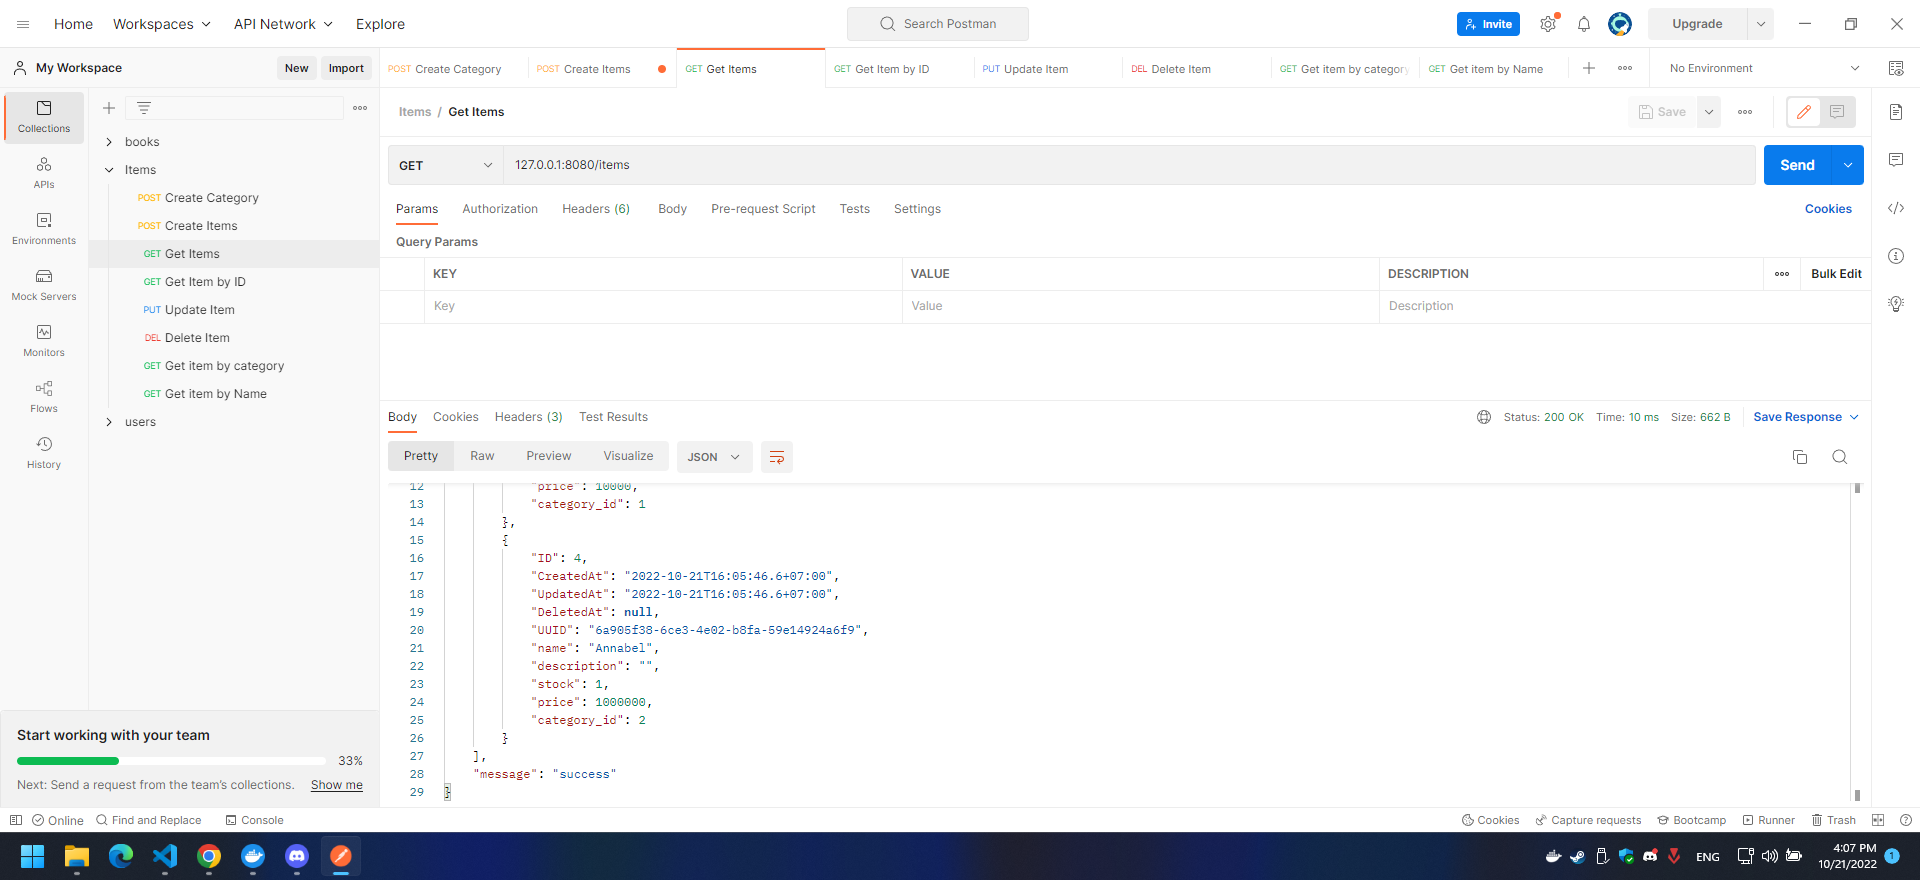 Home Workspaces API Network Explore Search Postman Invite Upgrade
My Workspace New Import POST Create Category POST Create Items GET Get Items GET Get Item by ID PUT Update Item DEL Delete Item GET Get item by category GET Get item by Name No Environment
Collections
APIs
Environments
Mock Servers
Monitors
Flows
History
books
Items
POST Create Category
POST Create Items
GET Get Items
GET Get Item by ID
PUT Update Item
DEL Delete Item
GET Get item by category
GET Get item by Name
users
Start working with your team
33%
Next: Send a request from the team's collections. Show me
Items / Get Items Save
GET 127.0.0.1:8080/items Send
Params Authorization Headers (6) Body Pre-request Script Tests Settings Cookies
Query Params
KEY VALUE DESCRIPTION Bulk Edit
Key Value Description
Body Cookies Headers (3) Test Results Status: 200 OK Time: 10 ms Size: 662 B Save Response
Pretty Raw Preview Visualize JSON
12 "price": 10000,
13 "category_id": 1
14 },
15 {
16 "ID": 4,
17 "CreatedAt": "2022-10-21T16:05:46.6+07:00",
18 "UpdatedAt": "2022-10-21T16:05:46.6+07:00",
19 "DeletedAt": null,
20 "UUID": "6a905f38-6ce3-4e02-b8fa-59e14924a6f9",
21 "name": "Annabel",
22 "description": "",
23 "stock": 1,
24 "price": 1000000,
25 "category_id": 2
26 }
27 ],
28 "message": "success"
29 }
Online Find and Replace Console Cookies Capture requests Bootcamp Runner Trash
ENG 4:07 PM 1
10/21/2022